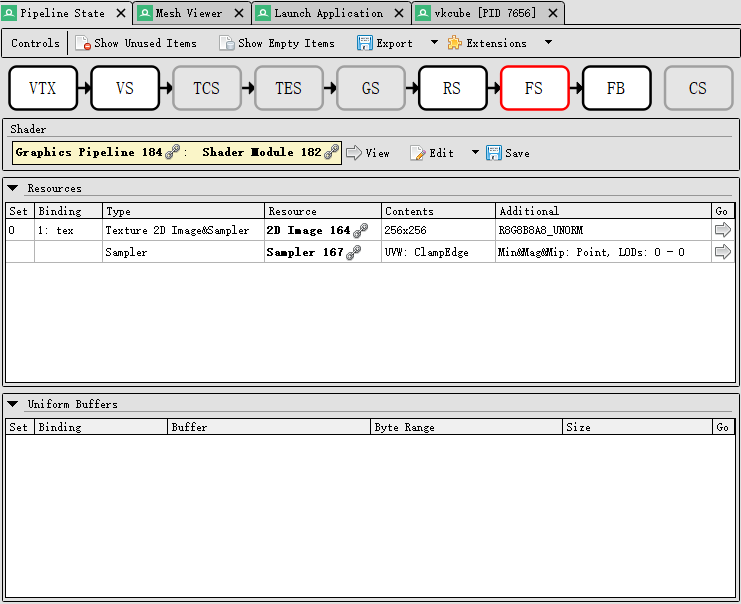 Pipeline State Mesh Viewer Launch Application vkcube [PID 7656]
Controls Show Unused Items Show Empty Items Export Extensions
VTX VS TCS TES GS RS FS FB CS
Shader
Graphics Pipeline 184 : Shader Module 182 View Edit Save
Resources
Set Binding Type Resource Contents Additional Go
0 1: tex Texture 2D Image&Sampler 2D Image 164 256x256 R8G8B8A8_UNORM
Sampler Sampler 167 UVW: ClampEdge Min&Mag&Mip: Point, LODs: 0 - 0
Uniform Buffers
Set Binding Buffer Byte Range Size Go